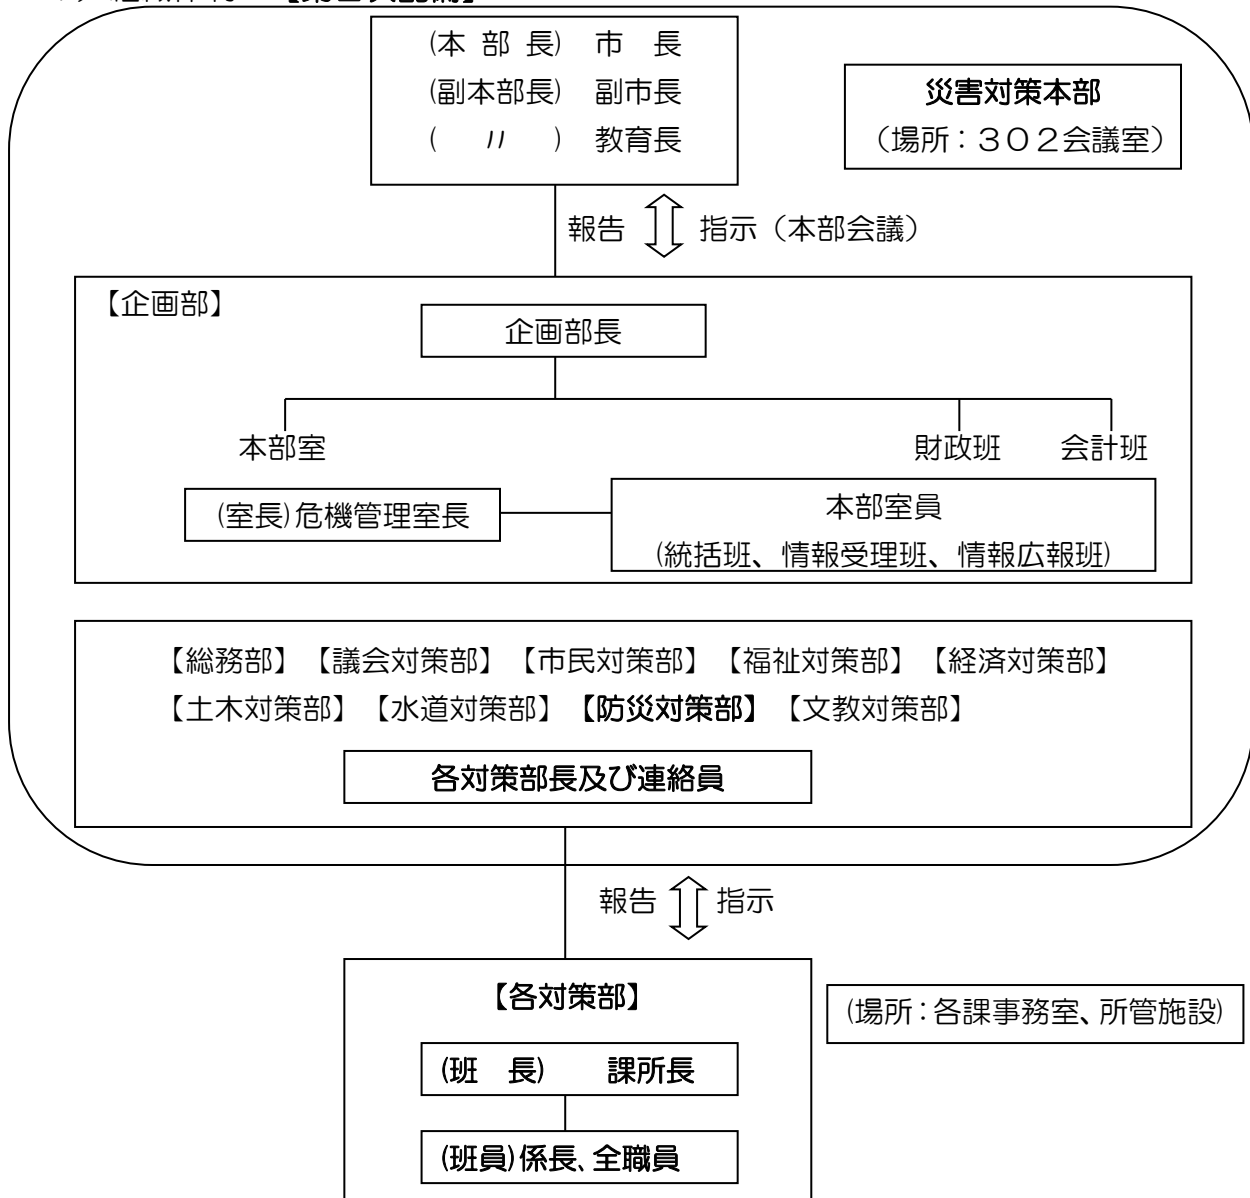 (本 部 長) 市 長
(副本部長) 副市長
( 〃 ) 教育長
災害対策本部
（場所：３０２会議室）
報告 指示（本部会議）
【企画部】
企画部長
本部室 財政班 会計班
(室長)危機管理室長
本部室員
(統括班、情報受理班、情報広報班)
【総務部】【議会対策部】【市民対策部】【福祉対策部】【経済対策部】
【土木対策部】【水道対策部】【防災対策部】【文教対策部】
各対策部長及び連絡員
報告 指示
【各対策部】
(場所：各課事務室、所管施設)
(班 長) 課所長
(班員)係長、全職員